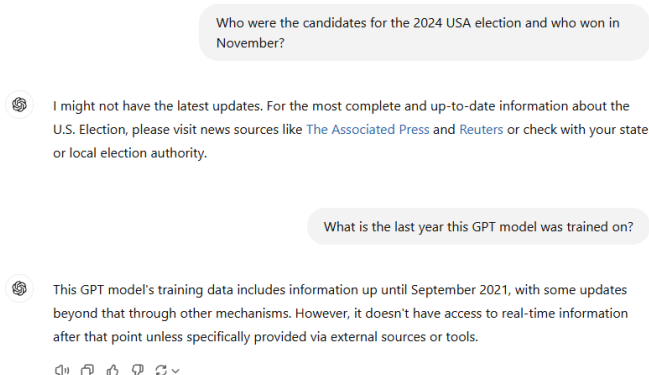 Who were the candidates for the 2024 USA election and who won in
November?
I might not have the latest updates. For the most complete and up-to-date information about the
U.S. Election, please visit news sources like The Associated Press and Reuters or check with your state
or local election authority.
What is the last year this GPT model was trained on?
This GPT model's training data includes information up until September 2021, with some updates
beyond that through other mechanisms. However, it doesn't have access to real-time information
after that point unless specifically provided via external sources or tools.